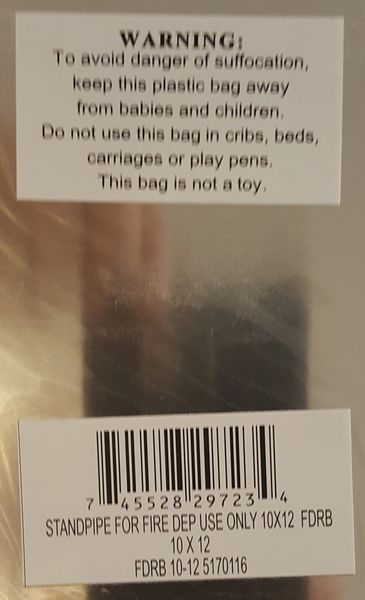 WARNING:
To avoid danger of suffocation,
keep this plastic bag away
from babies and children.
Do not use this bag in cribs, beds,
carriages or play pens.
This bag is not a toy.
7 45528 29723 4
STANDPIPE FOR FIRE DEP USE ONLY 10X12 FDRB
10 X 12
FDRB 10-12 5170116